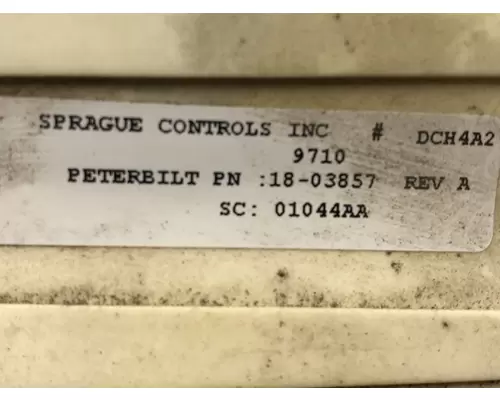 SPRAGUE CONTROLS INC # DCH4A2
9710
PETERBILT PN :18-03857 REV A
SC: 01044AA